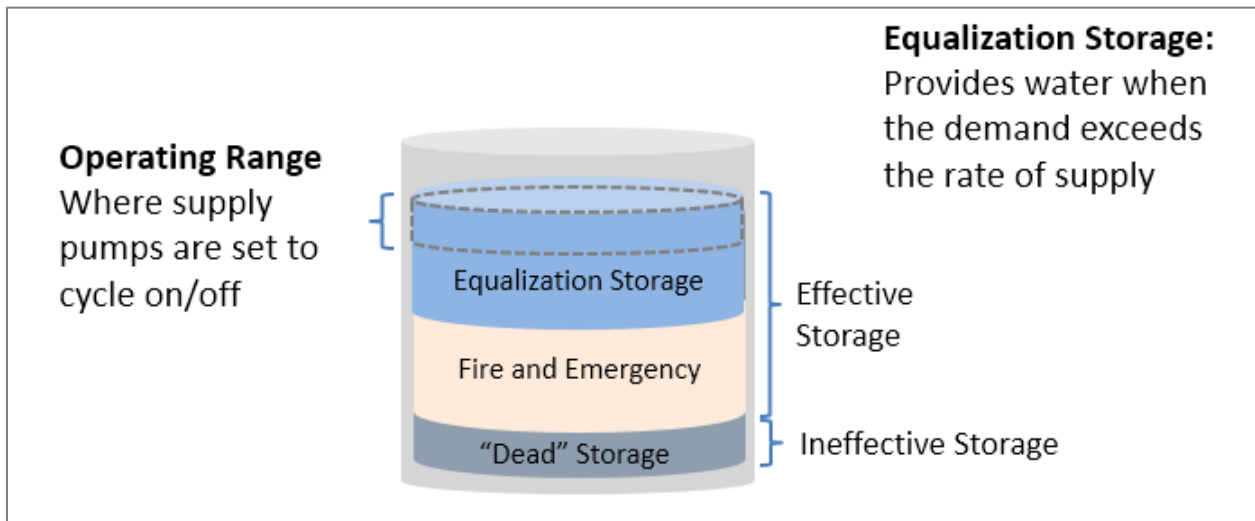 Equalization Storage:
Provides water when
the demand exceeds
the rate of supply
Operating Range
Where supply
pumps are set to
cycle on/off
Equalization Storage
Effective
Storage
Fire and Emergency
“Dead” Storage
Ineffective Storage